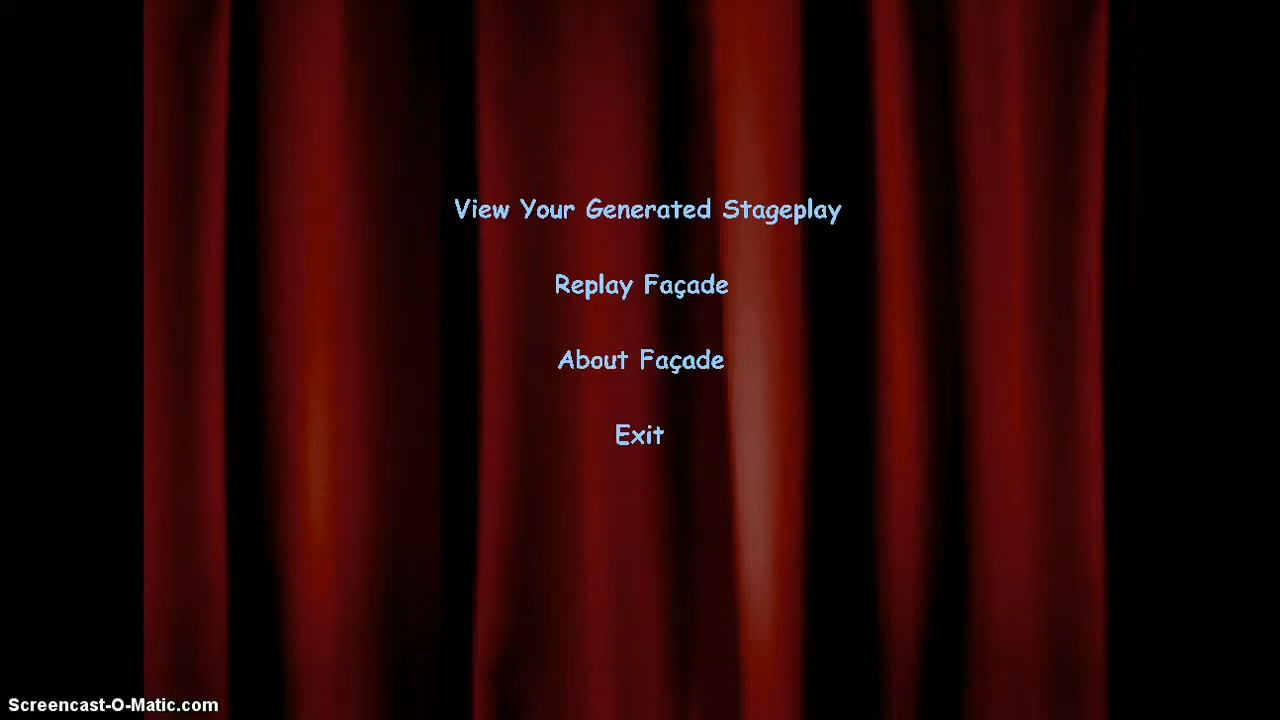 View Your Generated Stageplay
Replay Façade
About Façade
Exit
Screencast-O-Matic.com